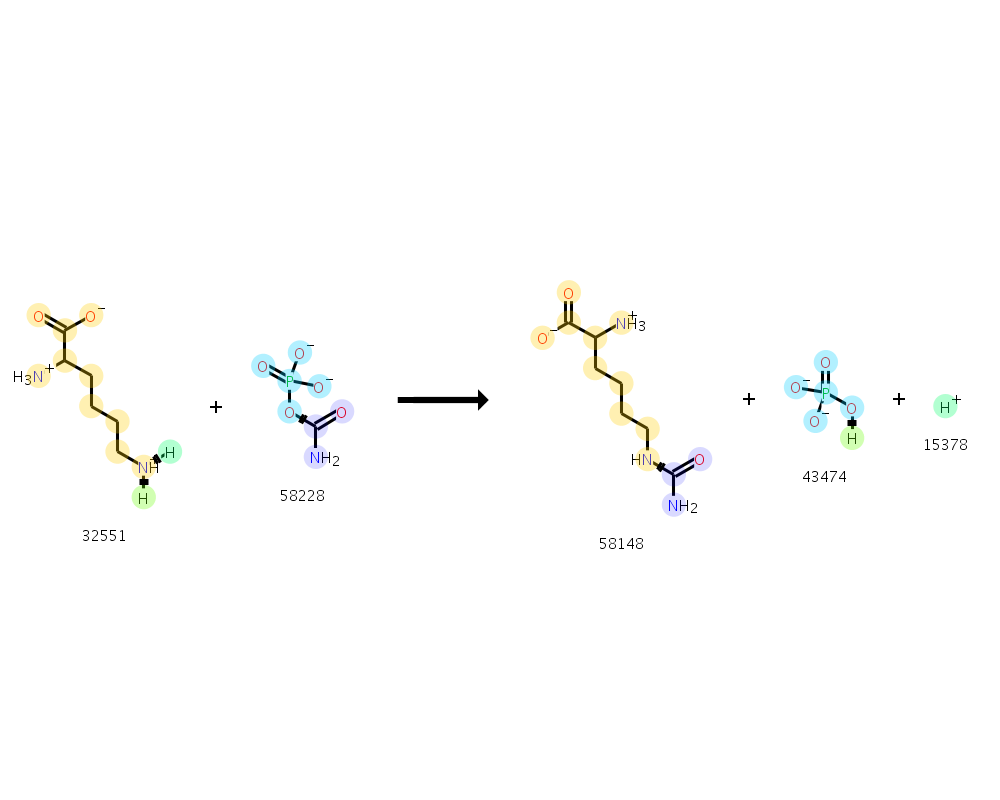 O O⁻
H₃N⁺
NH⁺ H
H
32551
+
O O⁻
P O⁻
O O
NH₂
58228
O
O⁻ NH₃⁺
HN O
NH₂
58148
+
O
O⁻ P O
O⁻ H
43474
+
H⁺
15378